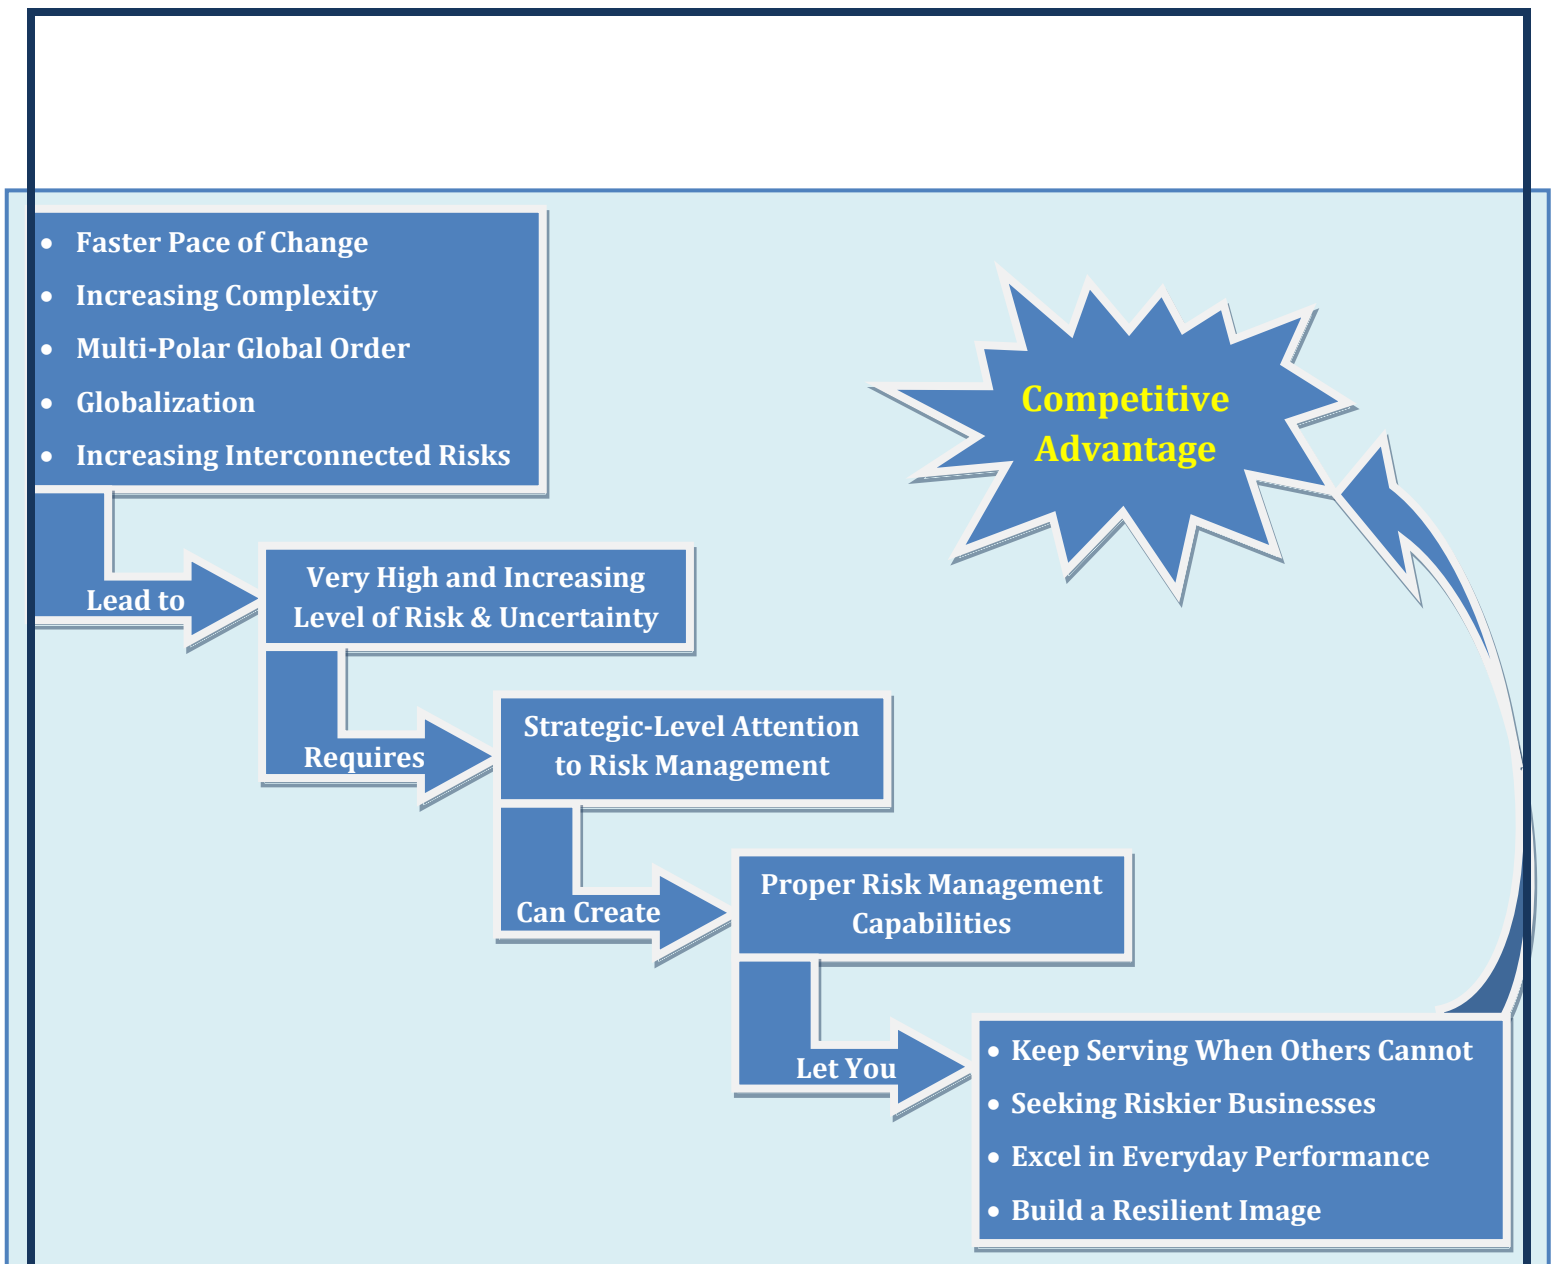 • Faster Pace of Change
• Increasing Complexity
• Multi-Polar Global Order
• Globalization
• Increasing Interconnected Risks
Lead to
Very High and Increasing
Level of Risk & Uncertainty
Requires
Strategic-Level Attention
to Risk Management
Can Create
Proper Risk Management
Capabilities
Let You
• Keep Serving When Others Cannot
• Seeking Riskier Businesses
• Excel in Everyday Performance
• Build a Resilient Image
Competitive
Advantage